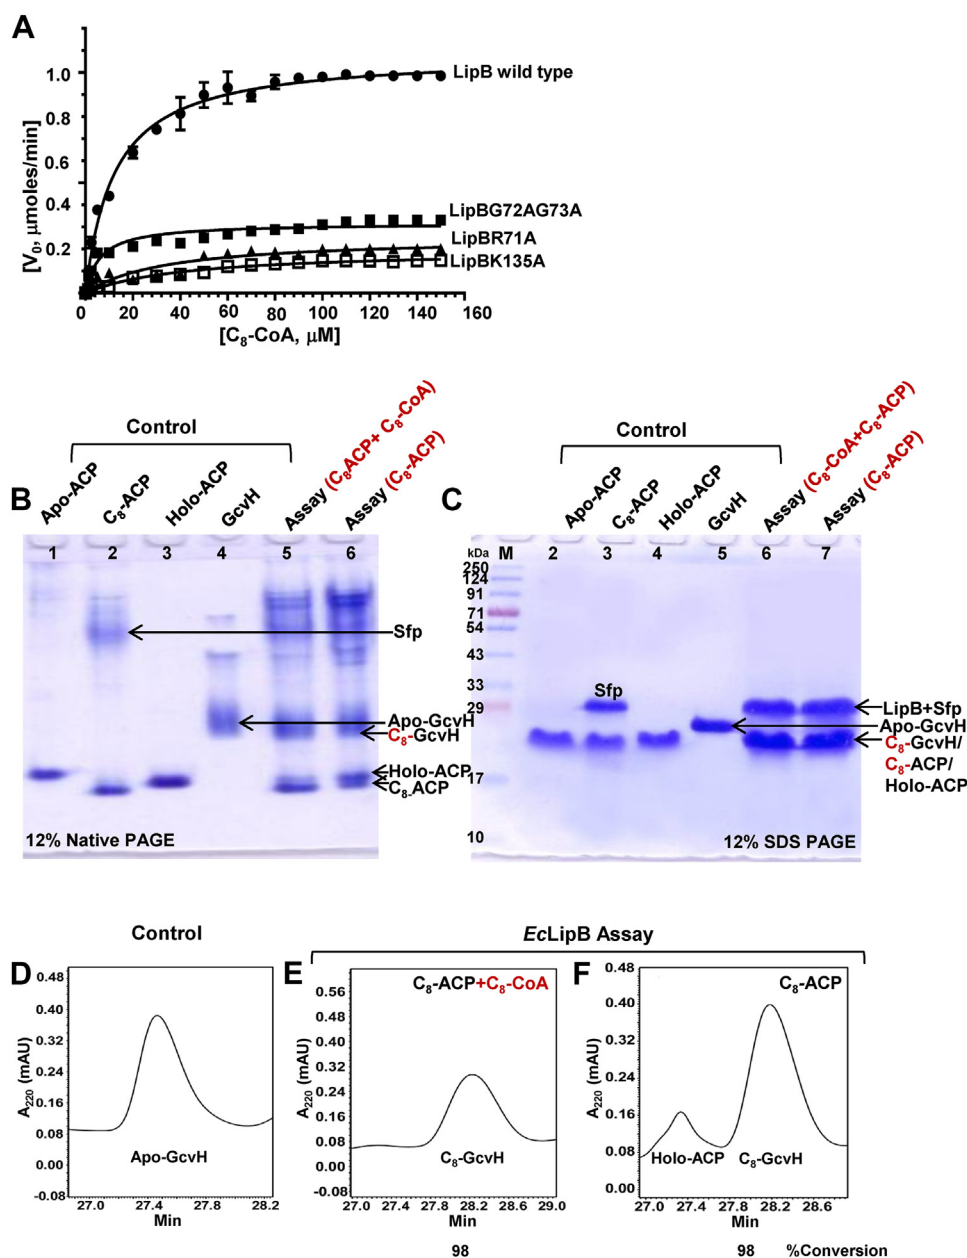 A
1.0
0.8
0.6
0.4
0.2
0 20 40 60 80 100 120 140 160
[V0, μmoles/min]
[C8-CoA, μM]
LipB wild type
LipBG72AG73A
LipBR71A
LipBK135A
B
Control
Apo-ACP
C8-ACP
Holo-ACP
GcvH
Assay (C8ACP+ C8-CoA)
Assay (C8-ACP)
1 2 3 4 5 6
Sfp
Apo-GcvH
C8-GcvH
Holo-ACP
C8-ACP
12% Native PAGE
C
Control
Apo-ACP
C8-ACP
Holo-ACP
GcvH
Assay (C8-CoA+C8-ACP)
Assay (C8-ACP)
kDa M 2 3 4 5 6 7
250
124
91
71
54
43
33
29
17
10
Sfp
LipB+Sfp
Apo-GcvH
C8-GcvH/
C8-ACP/
Holo-ACP
12% SDS PAGE
Control
EcLipB Assay
D
0.48
0.40
0.32
0.24
0.16
0.08
0.00
-0.08
A220 (mAU)
Apo-GcvH
27.0 27.4 27.8 28.2
Min
E
C8-ACP+C8-CoA
0.56
0.48
0.40
0.32
0.24
0.16
0.08
0.00
-0.08
A220 (mAU)
C8-GcvH
27.0 27.4 27.8 28.2 28.6 29.0
Min
98
F
C8-ACP
0.48
0.40
0.32
0.24
0.16
0.08
0.00
A220 (mAU)
Holo-ACP C8-GcvH
27.0 27.4 27.8 28.2 28.6
Min
98 %Conversion